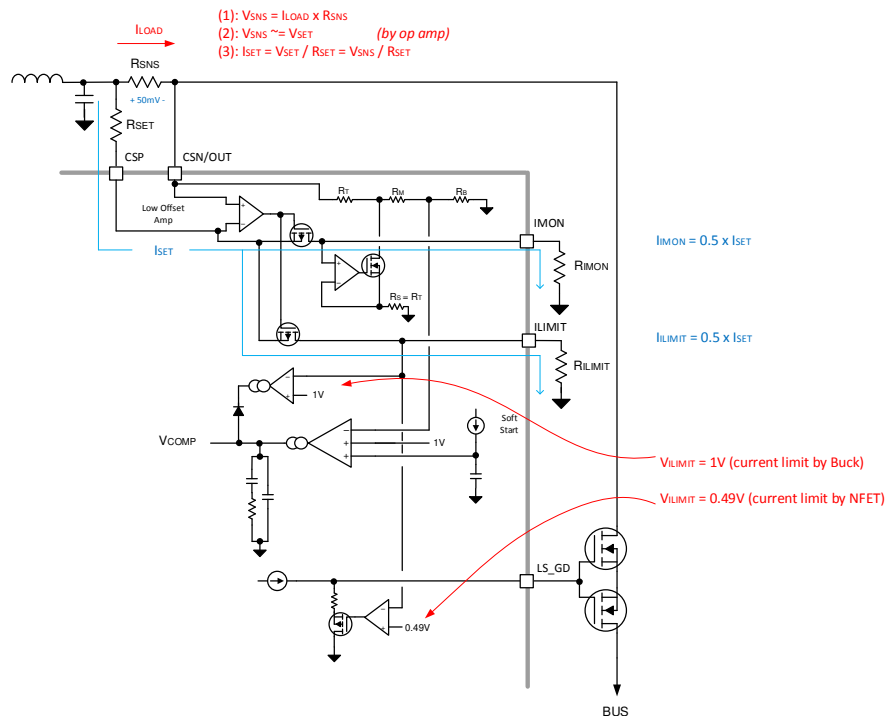 (1): VSNS = ILOAD x RSNS
(2): VSNS ~= VSET (by op amp)
(3): ISET = VSET / RSET = VSNS / RSET
ILOAD
RSNS
+ 50mV -
RSET
CSP
CSN/OUT
RT
RM
RB
Low Offset
Amp
IMON
ISET
IIMON = 0.5 x ISET
RIMON
RS = RT
ILIMIT
IILIMIT = 0.5 x ISET
RILIMIT
1V
Soft
Start
VCOMP
1V
VILIMIT = 1V (current limit by Buck)
VILIMIT = 0.49V (current limit by NFET)
LS_GD
0.49V
BUS